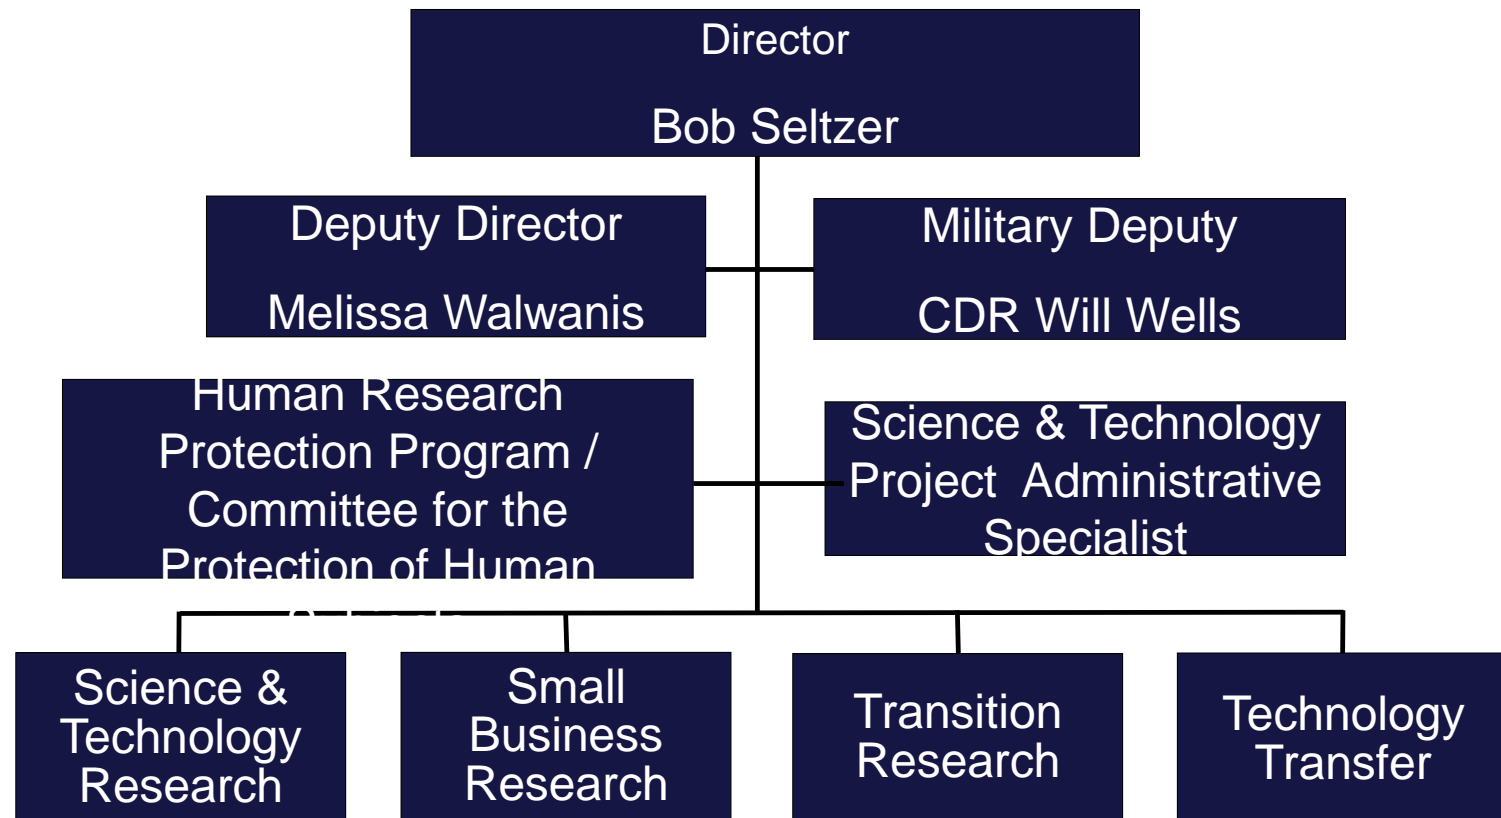 Director
Bob Seltzer
Deputy Director
Melissa Walwanis
Military Deputy
CDR Will Wells
Human Research
Protection Program /
Committee for the
Protection of Human
Science & Technology
Project Administrative
Specialist
Science &
Technology
Research
Small
Business
Research
Transition
Research
Technology
Transfer